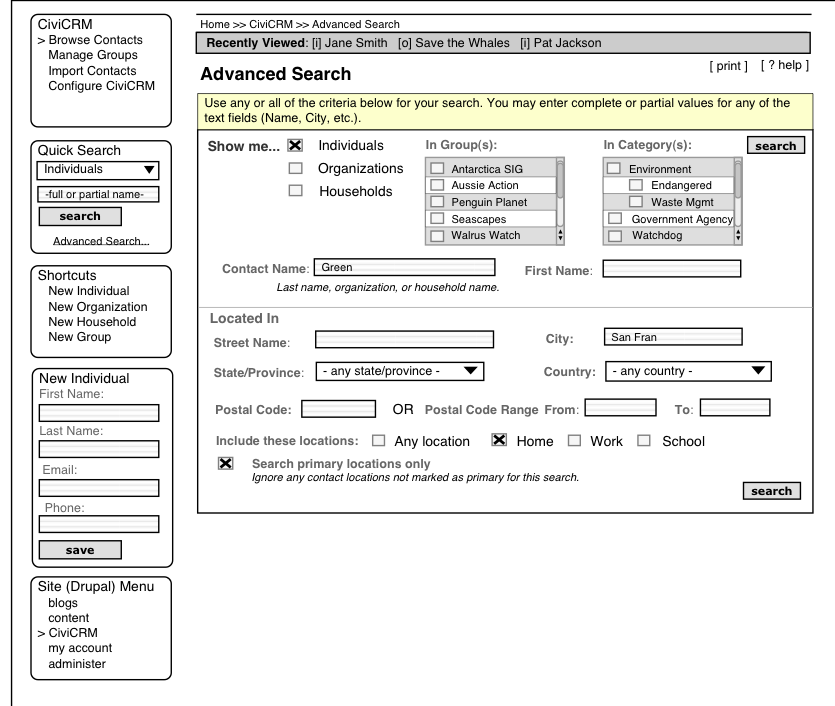 CiviCRM
> Browse Contacts
Manage Groups
Import Contacts
Configure CiviCRM
Quick Search
Individuals
-full or partial name-
search
Advanced Search...
Shortcuts
New Individual
New Organization
New Household
New Group
New Individual
First Name:
Last Name:
Email:
Phone:
save
Site (Drupal) Menu
blogs
content
> CiviCRM
my account
administer
Home >> CiviCRM >> Advanced Search
Recently Viewed: [i] Jane Smith [o] Save the Whales [i] Pat Jackson
Advanced Search
[ print ] [ ? help ]
Use any or all of the criteria below for your search. You may enter complete or partial values for any of the
text fields (Name, City, etc.).
Show me...
Individuals
Organizations
Households
In Group(s):
Antarctica SIG
Aussie Action
Penguin Planet
Seascapes
Walrus Watch
In Category(s):
Environment
Endangered
Waste Mgmt
Government Agency
Watchdog
search
Contact Name: Green
Last name, organization, or household name.
First Name:
Located In
Street Name:
City: San Fran
State/Province: - any state/province -
Country: - any country -
Postal Code: OR Postal Code Range From: To:
Include these locations: Any location Home Work School
Search primary locations only
Ignore any contact locations not marked as primary for this search.
search